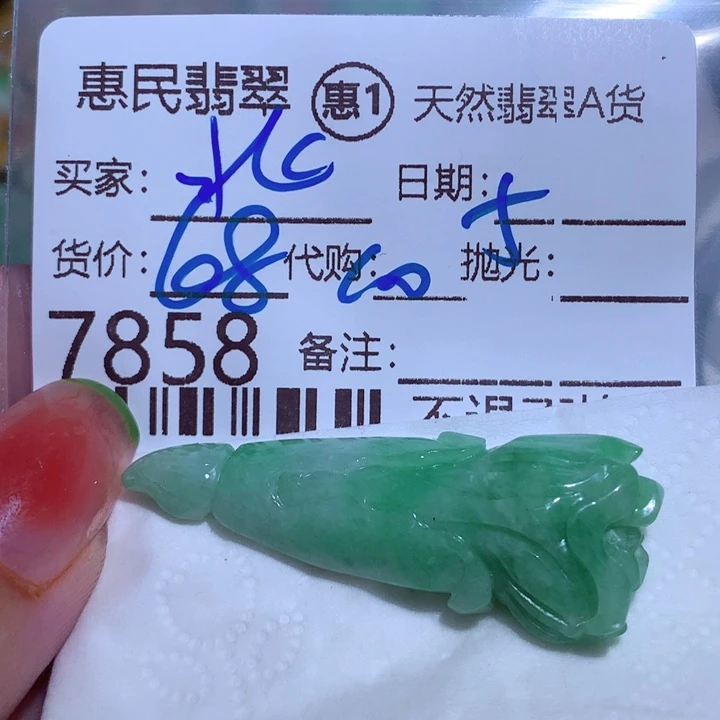 惠民翡翠 惠1 天然翡翠A货
买家： 日期：
货价：68 代购： 抛光：
7858 备注：